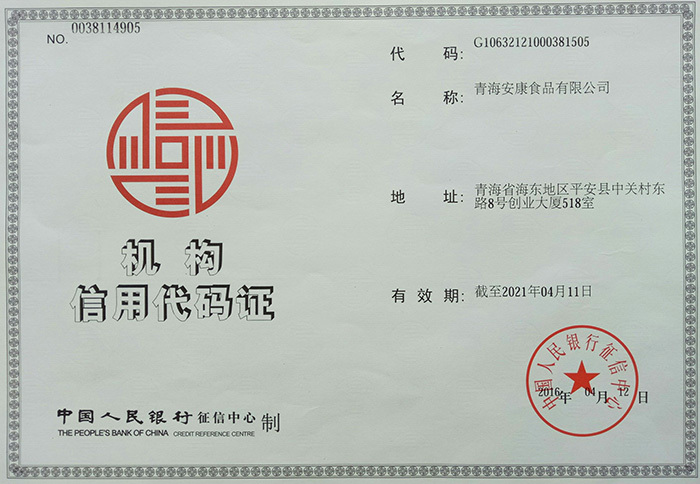 NO. 0038114905
代 码: G10632121000381505
名 称: 青海安康食品有限公司
地 址: 青海省海东地区平安县中关村东
路8号创业大厦518室
机构
信用代码证
有效期: 截至2021年04月11日
中国人民银行征信中心
2016年 04月 12日
中国人民银行征信中心 制
THE PEOPLE'S BANK OF CHINA CREDIT REFERENCE CENTRE